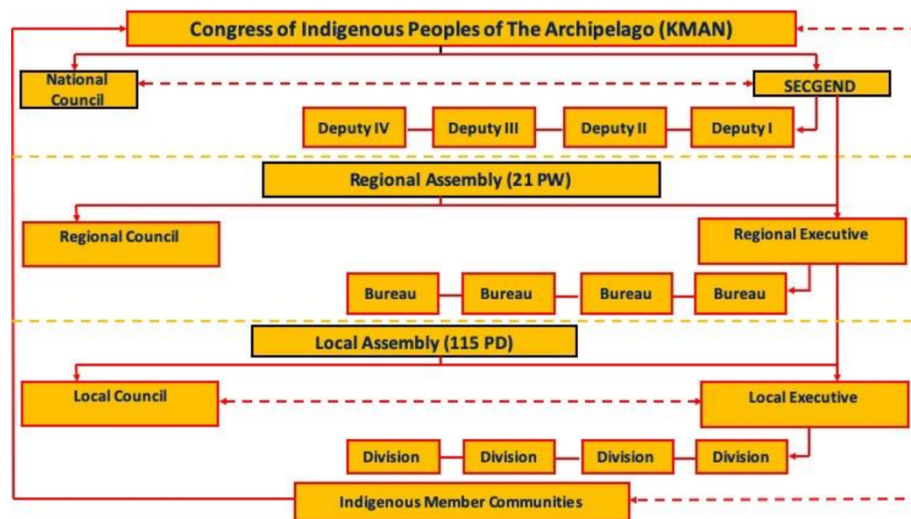 Congress of Indigenous Peoples of The Archipelago (KMAN)
National
Council
SECGEND
Deputy IV
Deputy III
Deputy II
Deputy I
Regional Assembly (21 PW)
Regional Council
Regional Executive
Bureau
Bureau
Bureau
Bureau
Local Assembly (115 PD)
Local Council
Local Executive
Division
Division
Division
Division
Indigenous Member Communities